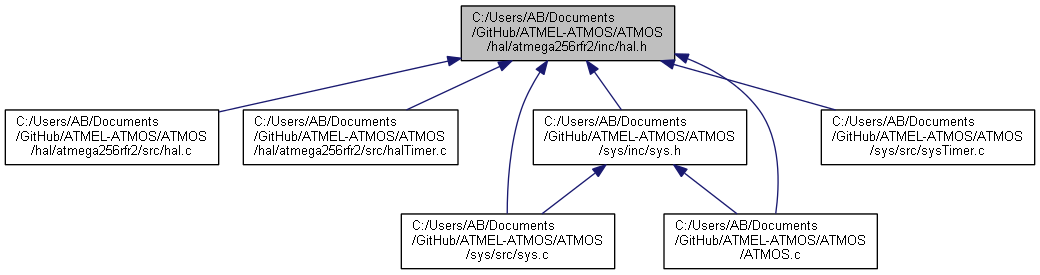 C:/Users/AB/Documents
/GitHub/ATMEL-ATMOS/ATMOS
/hal/atmega256rfr2/inc/hal.h
C:/Users/AB/Documents
/GitHub/ATMEL-ATMOS/ATMOS
/hal/atmega256rfr2/src/hal.c
C:/Users/AB/Documents
/GitHub/ATMEL-ATMOS/ATMOS
/hal/atmega256rfr2/src/halTimer.c
C:/Users/AB/Documents
/GitHub/ATMEL-ATMOS/ATMOS
/sys/inc/sys.h
C:/Users/AB/Documents
/GitHub/ATMEL-ATMOS/ATMOS
/sys/src/sysTimer.c
C:/Users/AB/Documents
/GitHub/ATMEL-ATMOS/ATMOS
/sys/src/sys.c
C:/Users/AB/Documents
/GitHub/ATMEL-ATMOS/ATMOS
/ATMOS.c